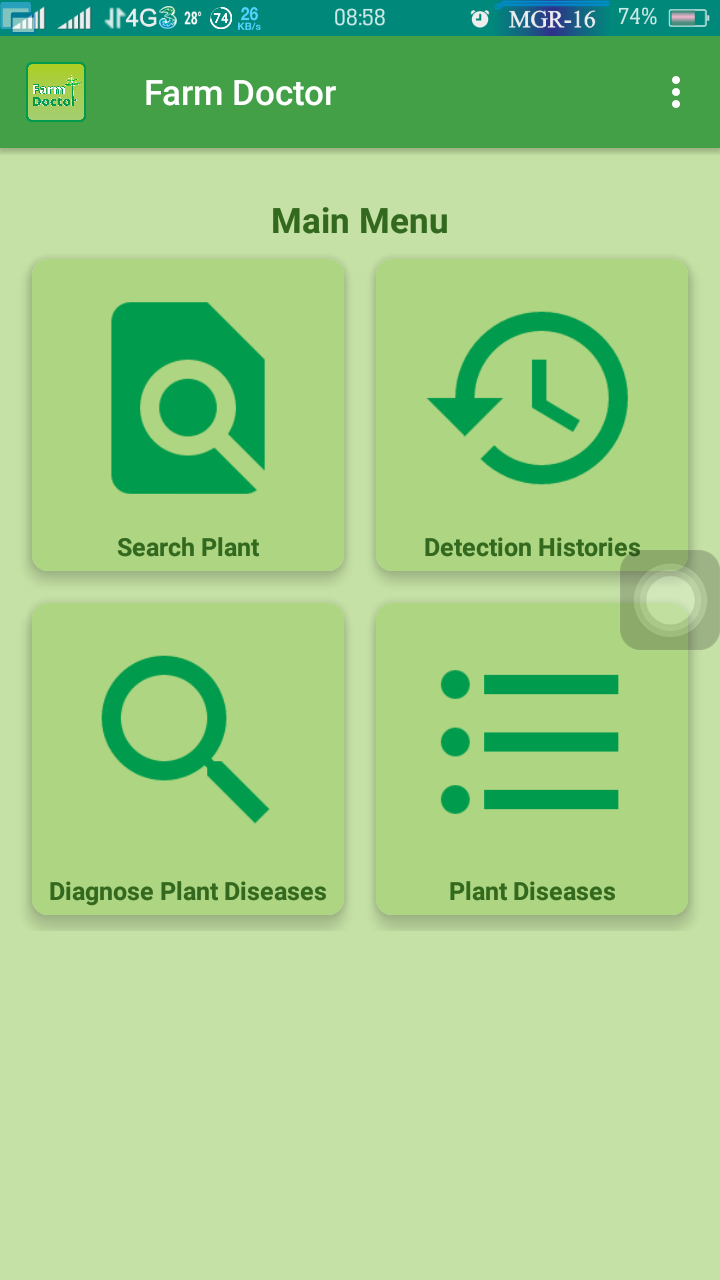 4G 28° 74 26 KB/s 08:58 MGR-16 74%
Farm Doctor
Farm Doctor
Main Menu
Search Plant
Detection Histories
Diagnose Plant Diseases
Plant Diseases